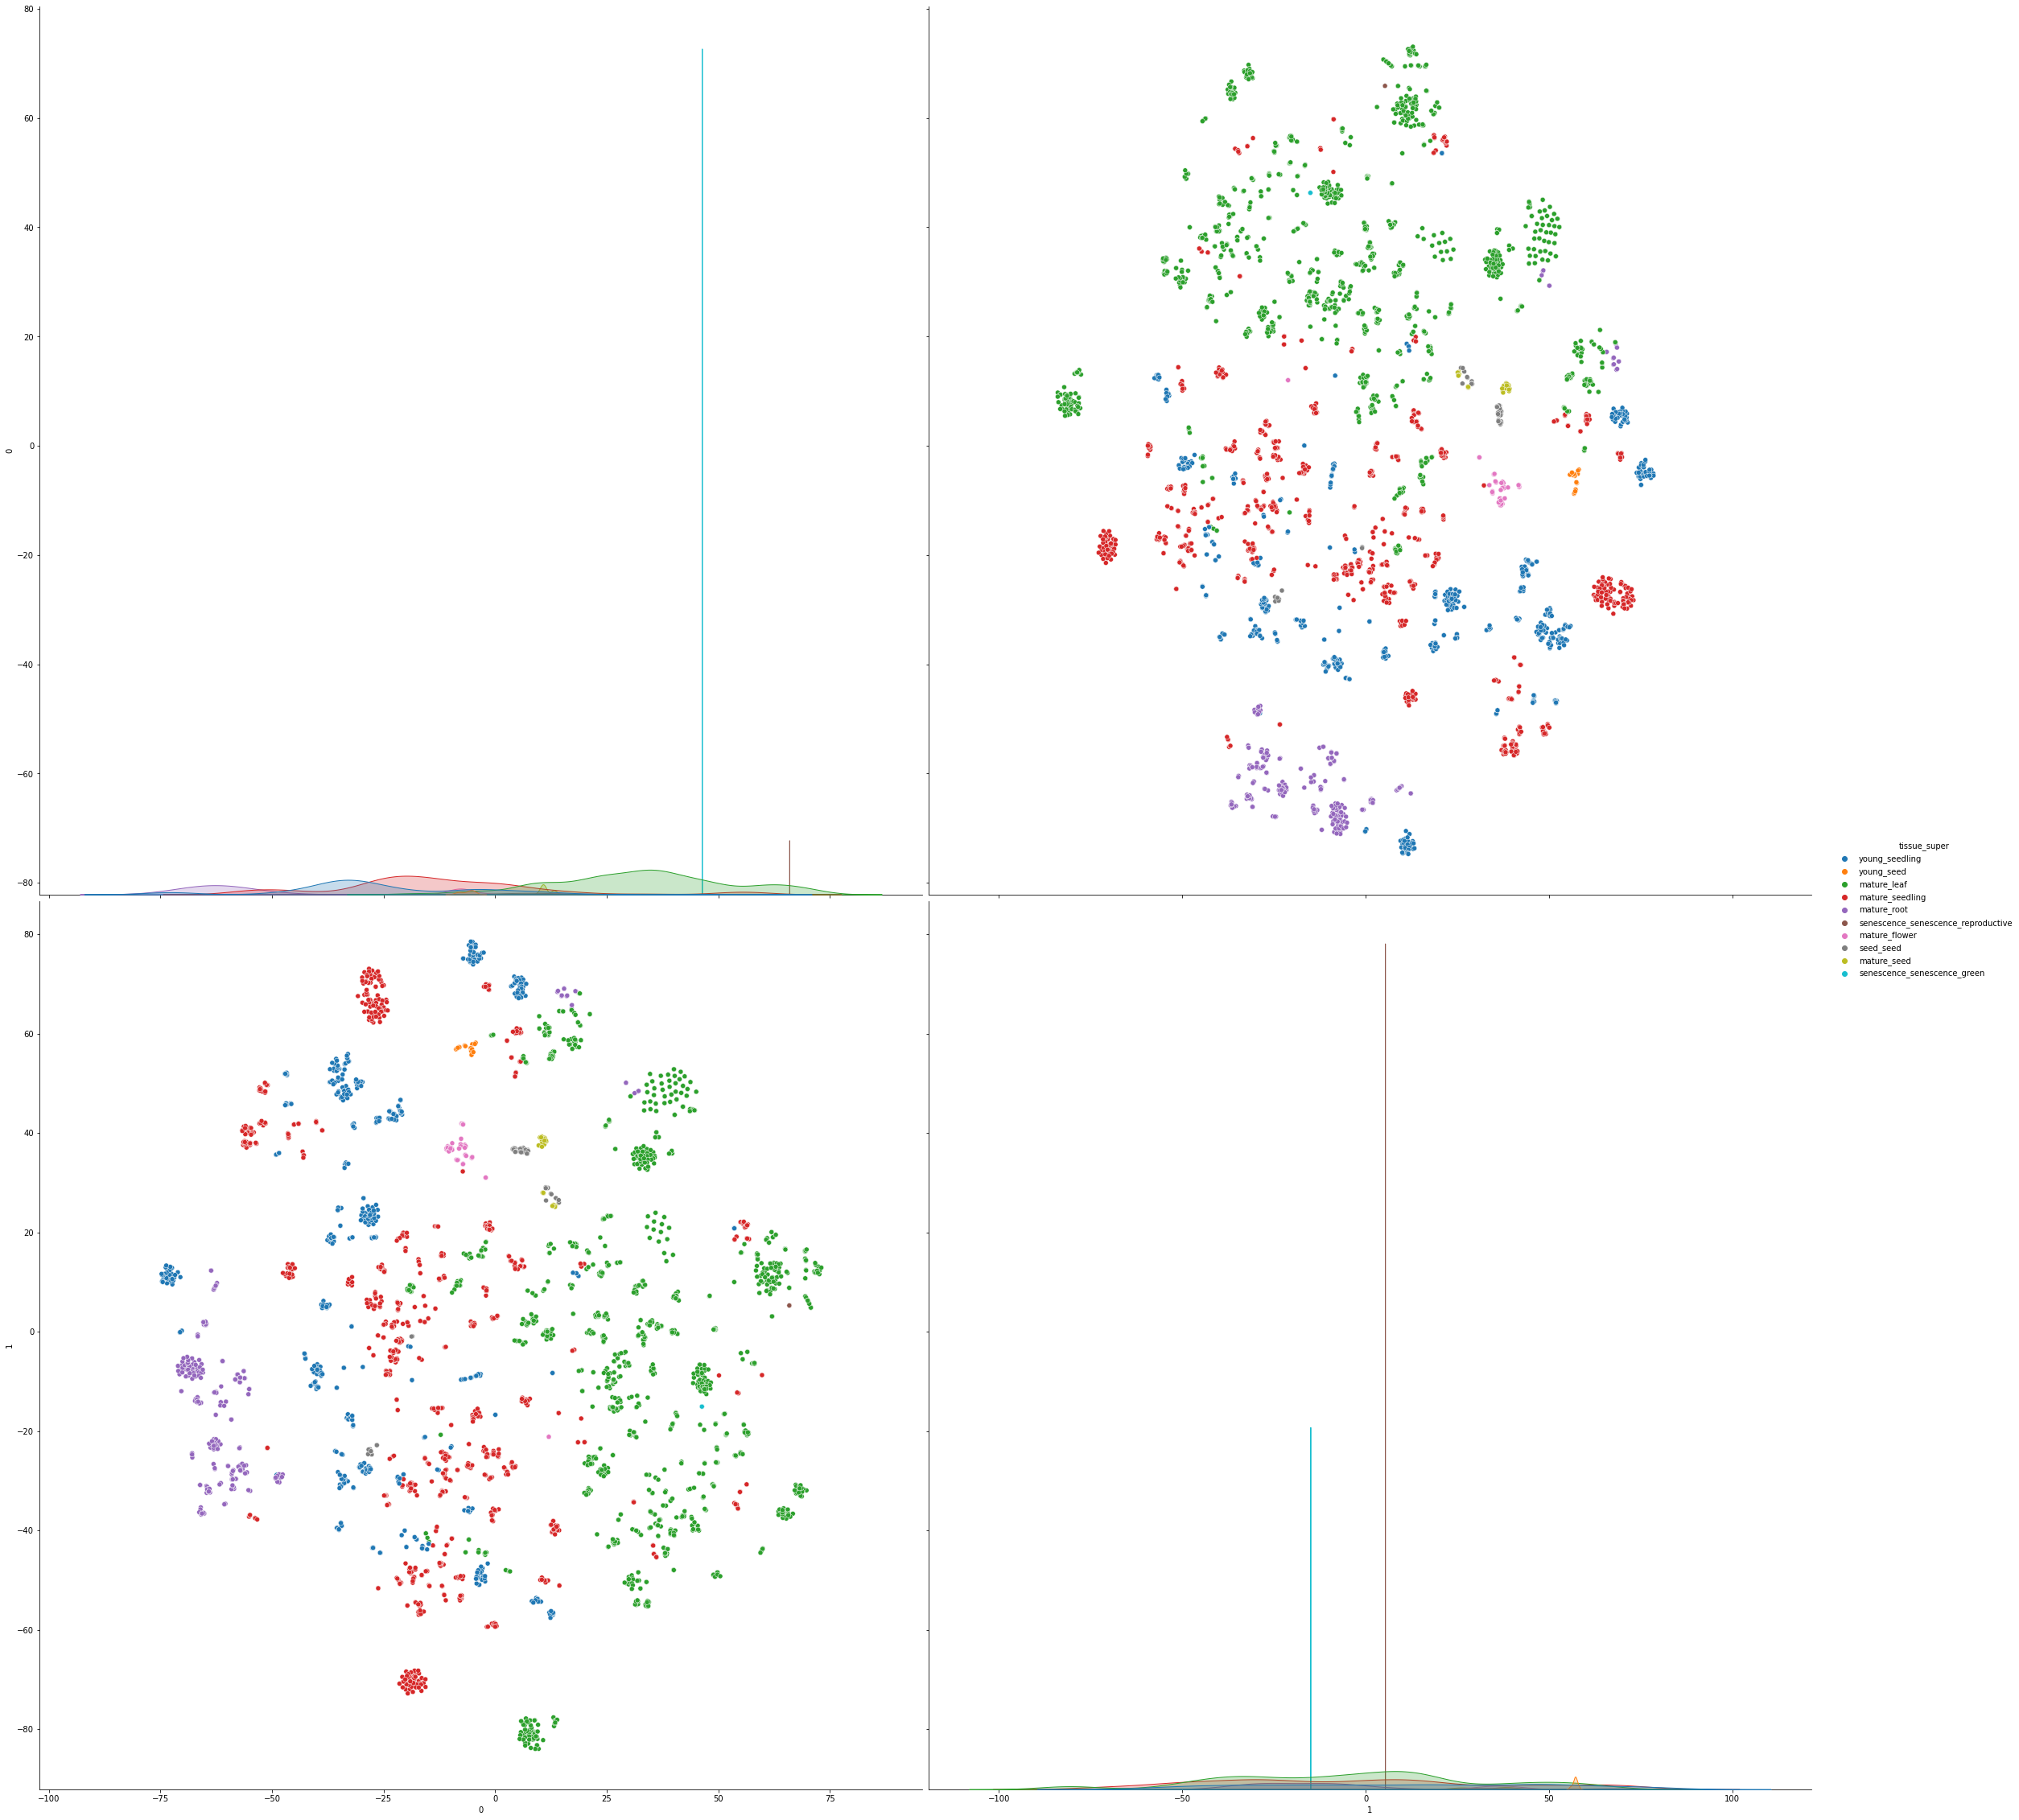 80
60
40
20
0
−20
−40
−60
−80
0
tissue_super
young_seedling
young_seed
mature_leaf
mature_seedling
mature_root
senescence_senescence_reproductive
mature_flower
seed_seed
mature_seed
senescence_senescence_green
80
60
40
20
0
−20
−40
−60
−80
1
−100 −75 −50 −25 0 25 50 75
0
−100 −50 0 50 100
1